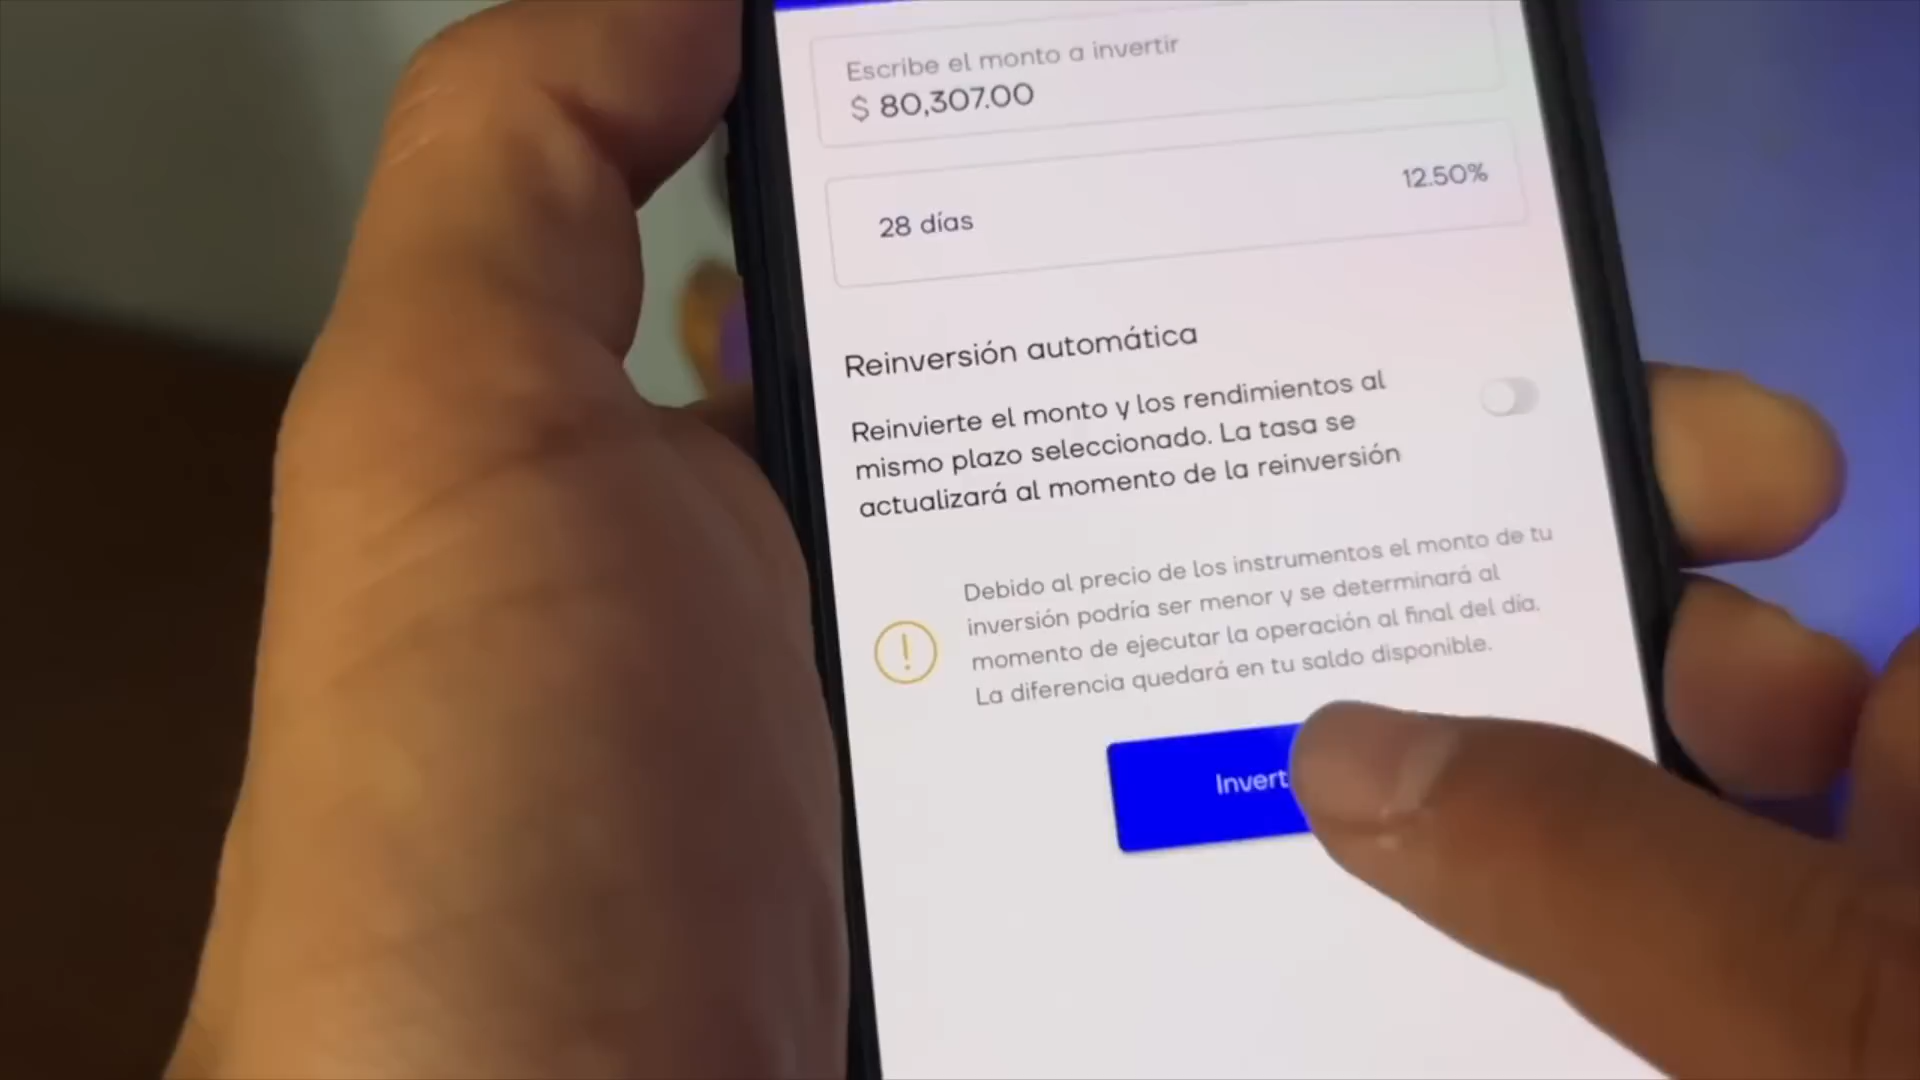 Escribe el monto a invertir
$ 80,307.00
12.50%
28 días
Reinversión automática
Reinvierte el monto y los rendimientos al
mismo plazo seleccionado. La tasa se
actualizará al momento de la reinversión
Debido al precio de los instrumentos el monto de tu
inversión podría ser menor y se determinará al
momento de ejecutar la operación al final del día.
La diferencia quedará en tu saldo disponible.
Invert